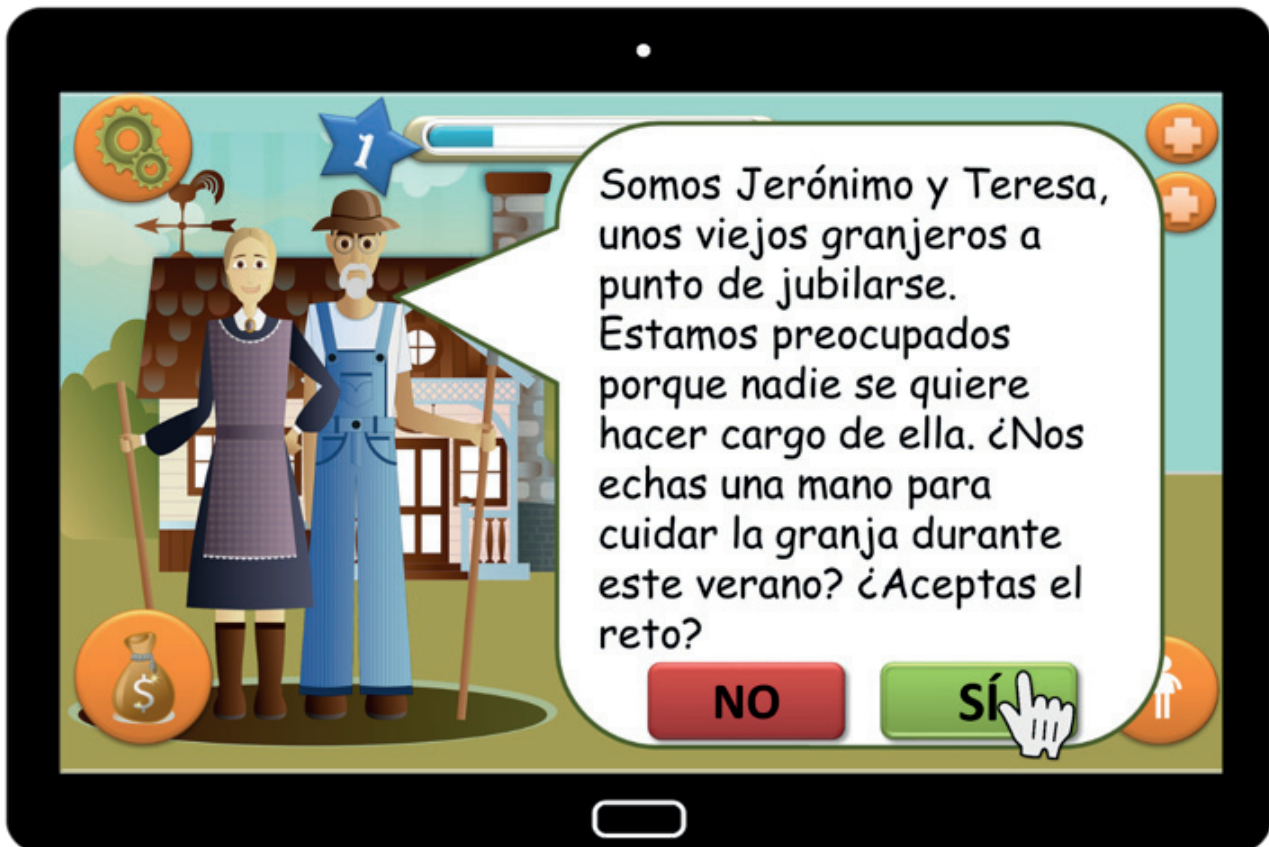 1
Somos Jerónimo y Teresa,
unos viejos granjeros a
punto de jubilarse.
Estamos preocupados
porque nadie se quiere
hacer cargo de ella. ¿Nos
echas una mano para
cuidar la granja durante
este verano? ¿Aceptas el
reto?
NO
SÍ
$